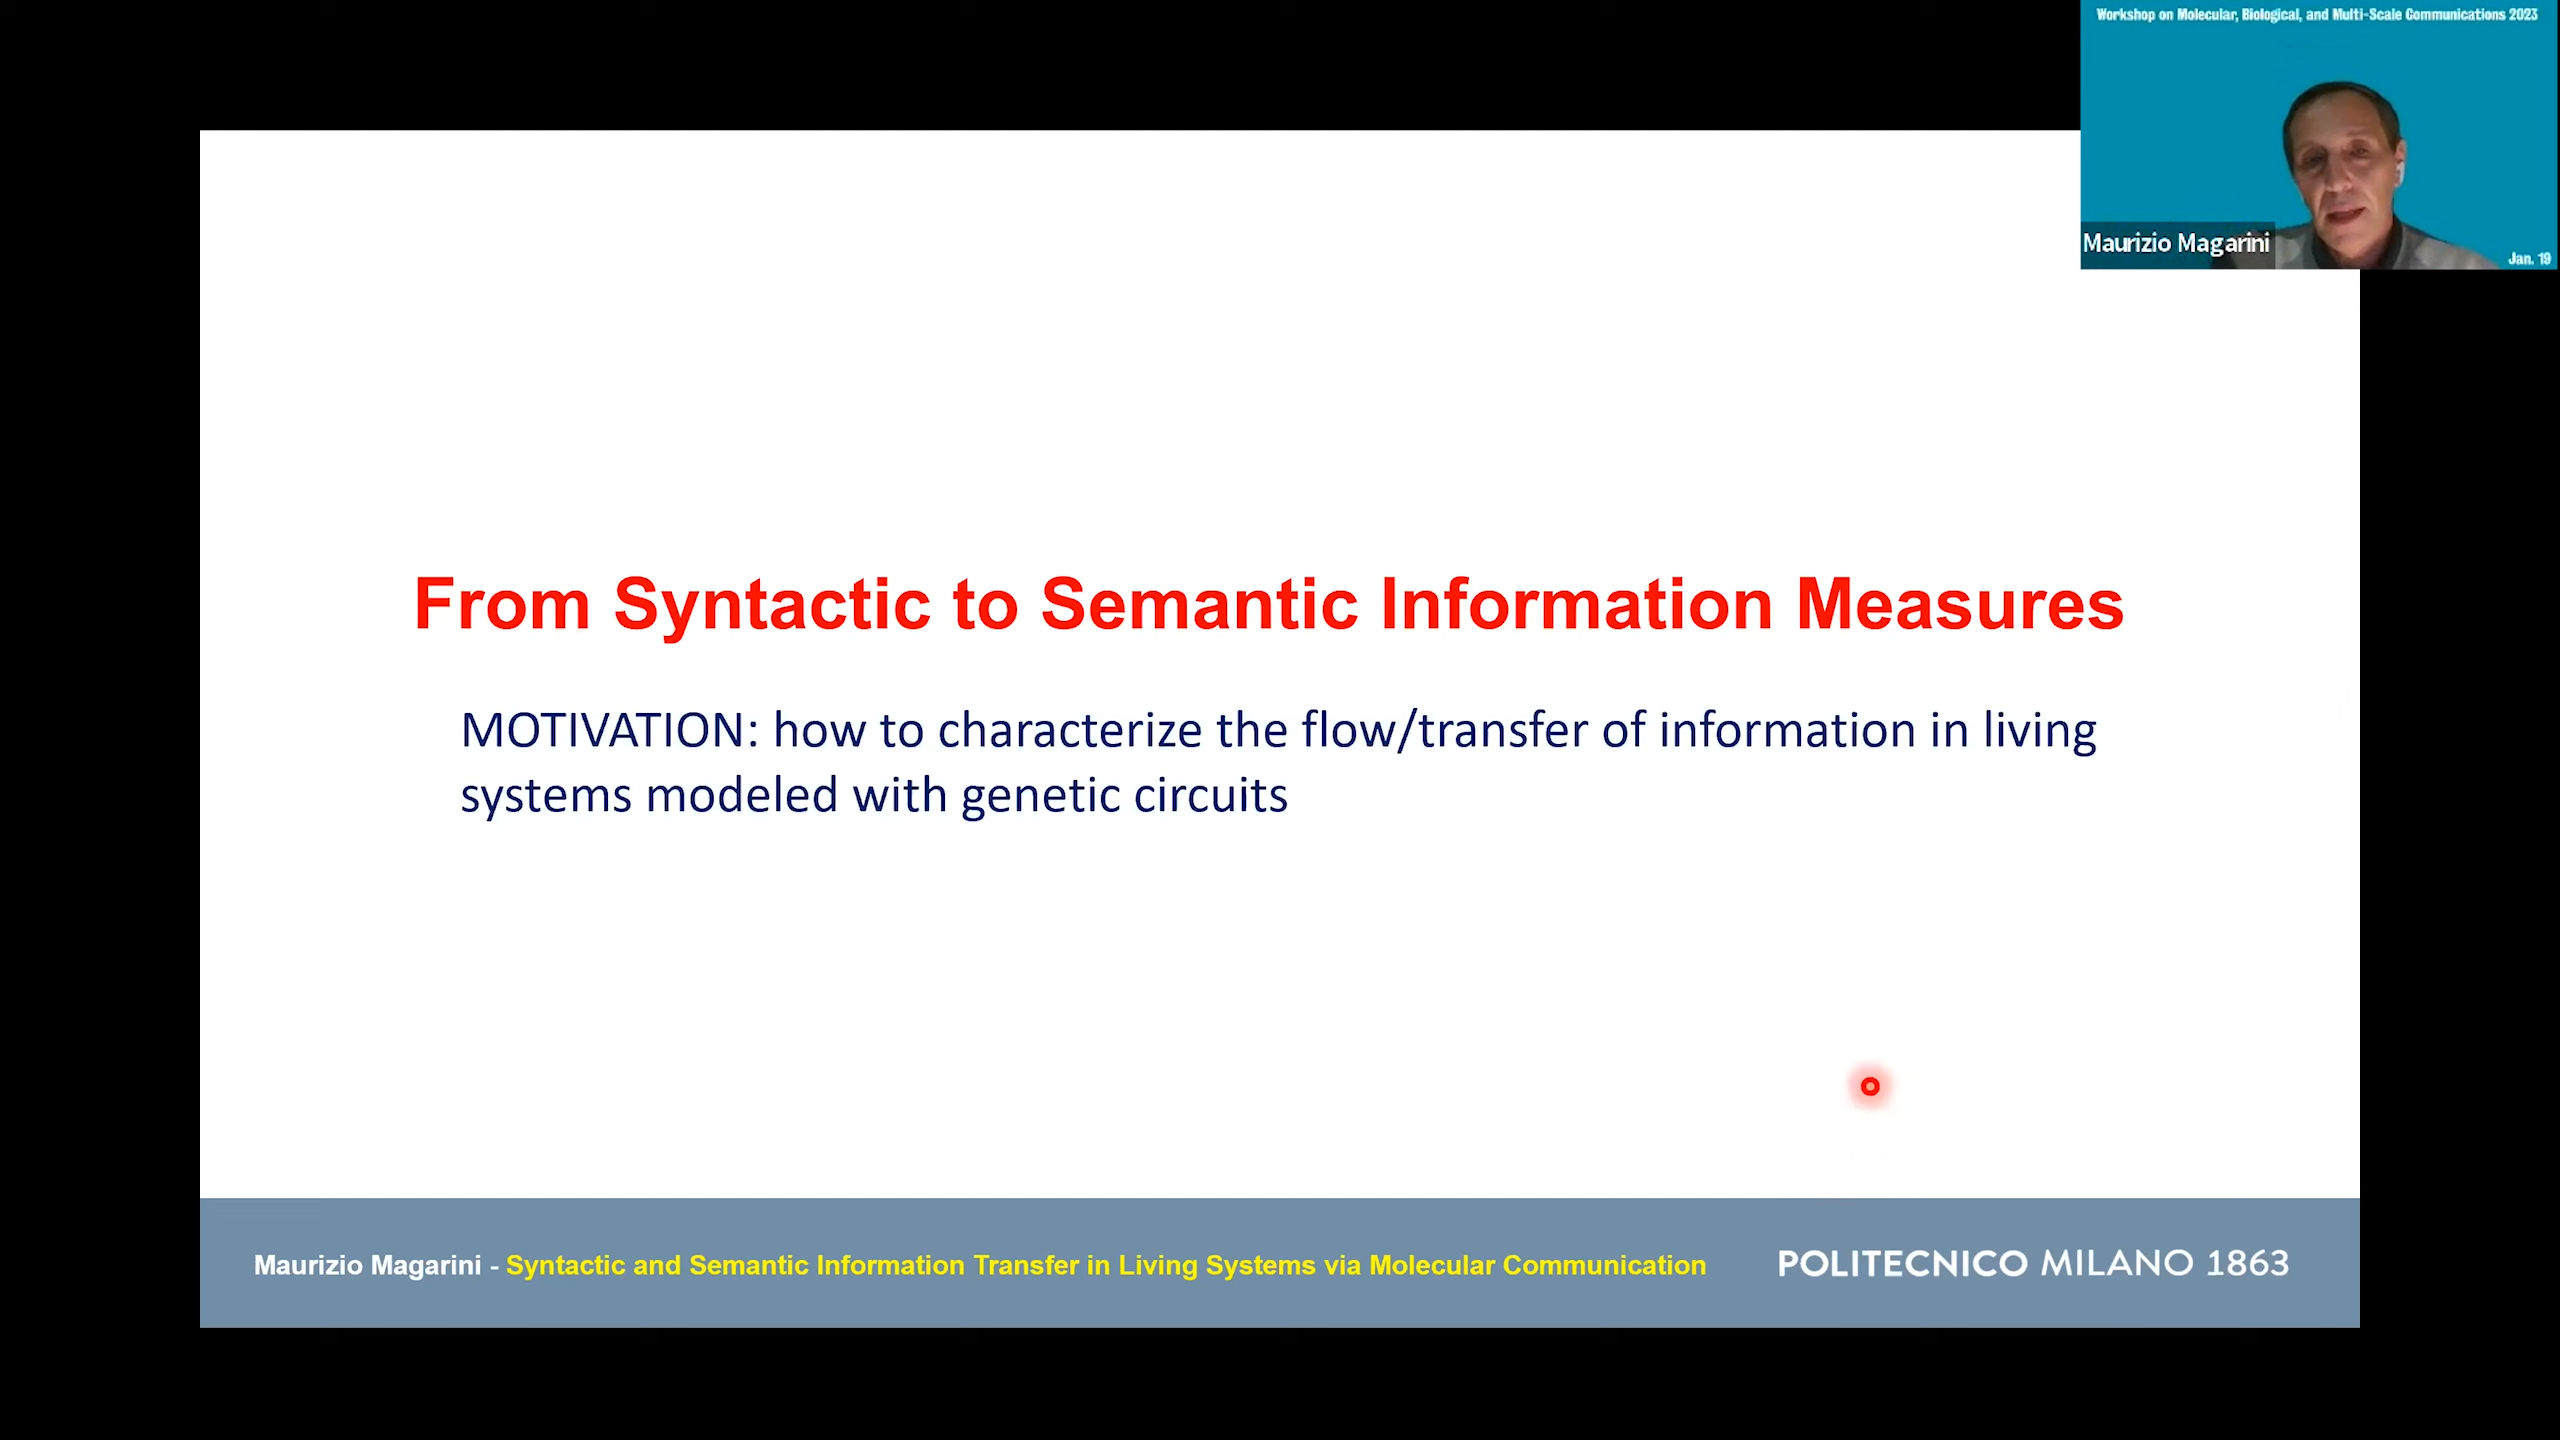 Workshop on Molecular, Biological, and Multi-Scale Communications 2023
Maurizio Magarini
Jan. 19
From Syntactic to Semantic Information Measures
MOTIVATION: how to characterize the flow/transfer of information in living
systems modeled with genetic circuits
Maurizio Magarini - Syntactic and Semantic Information Transfer in Living Systems via Molecular Communication
POLITECNICO MILANO 1863